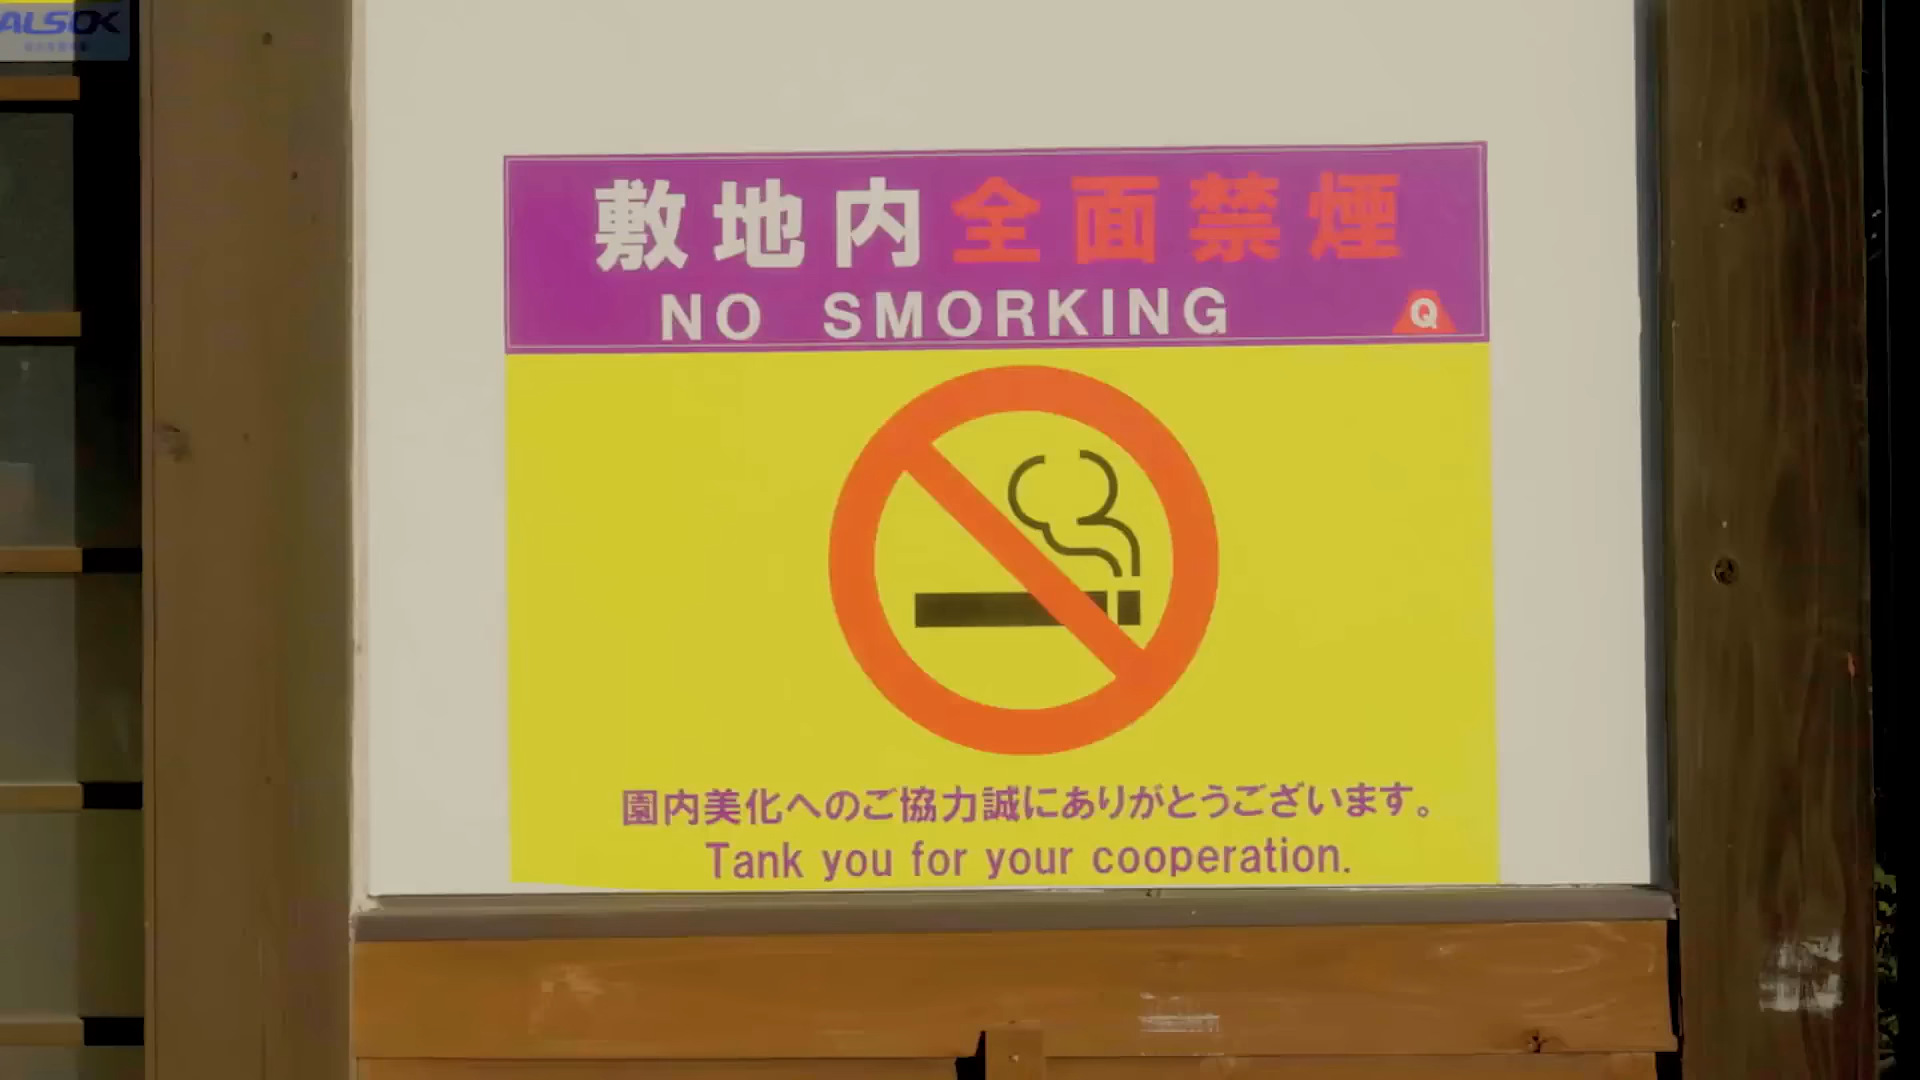 ALSOK
敷地内全面禁煙
NO SMORKING
Q
園内美化へのご協力誠にありがとうございます。
Tank you for your cooperation.